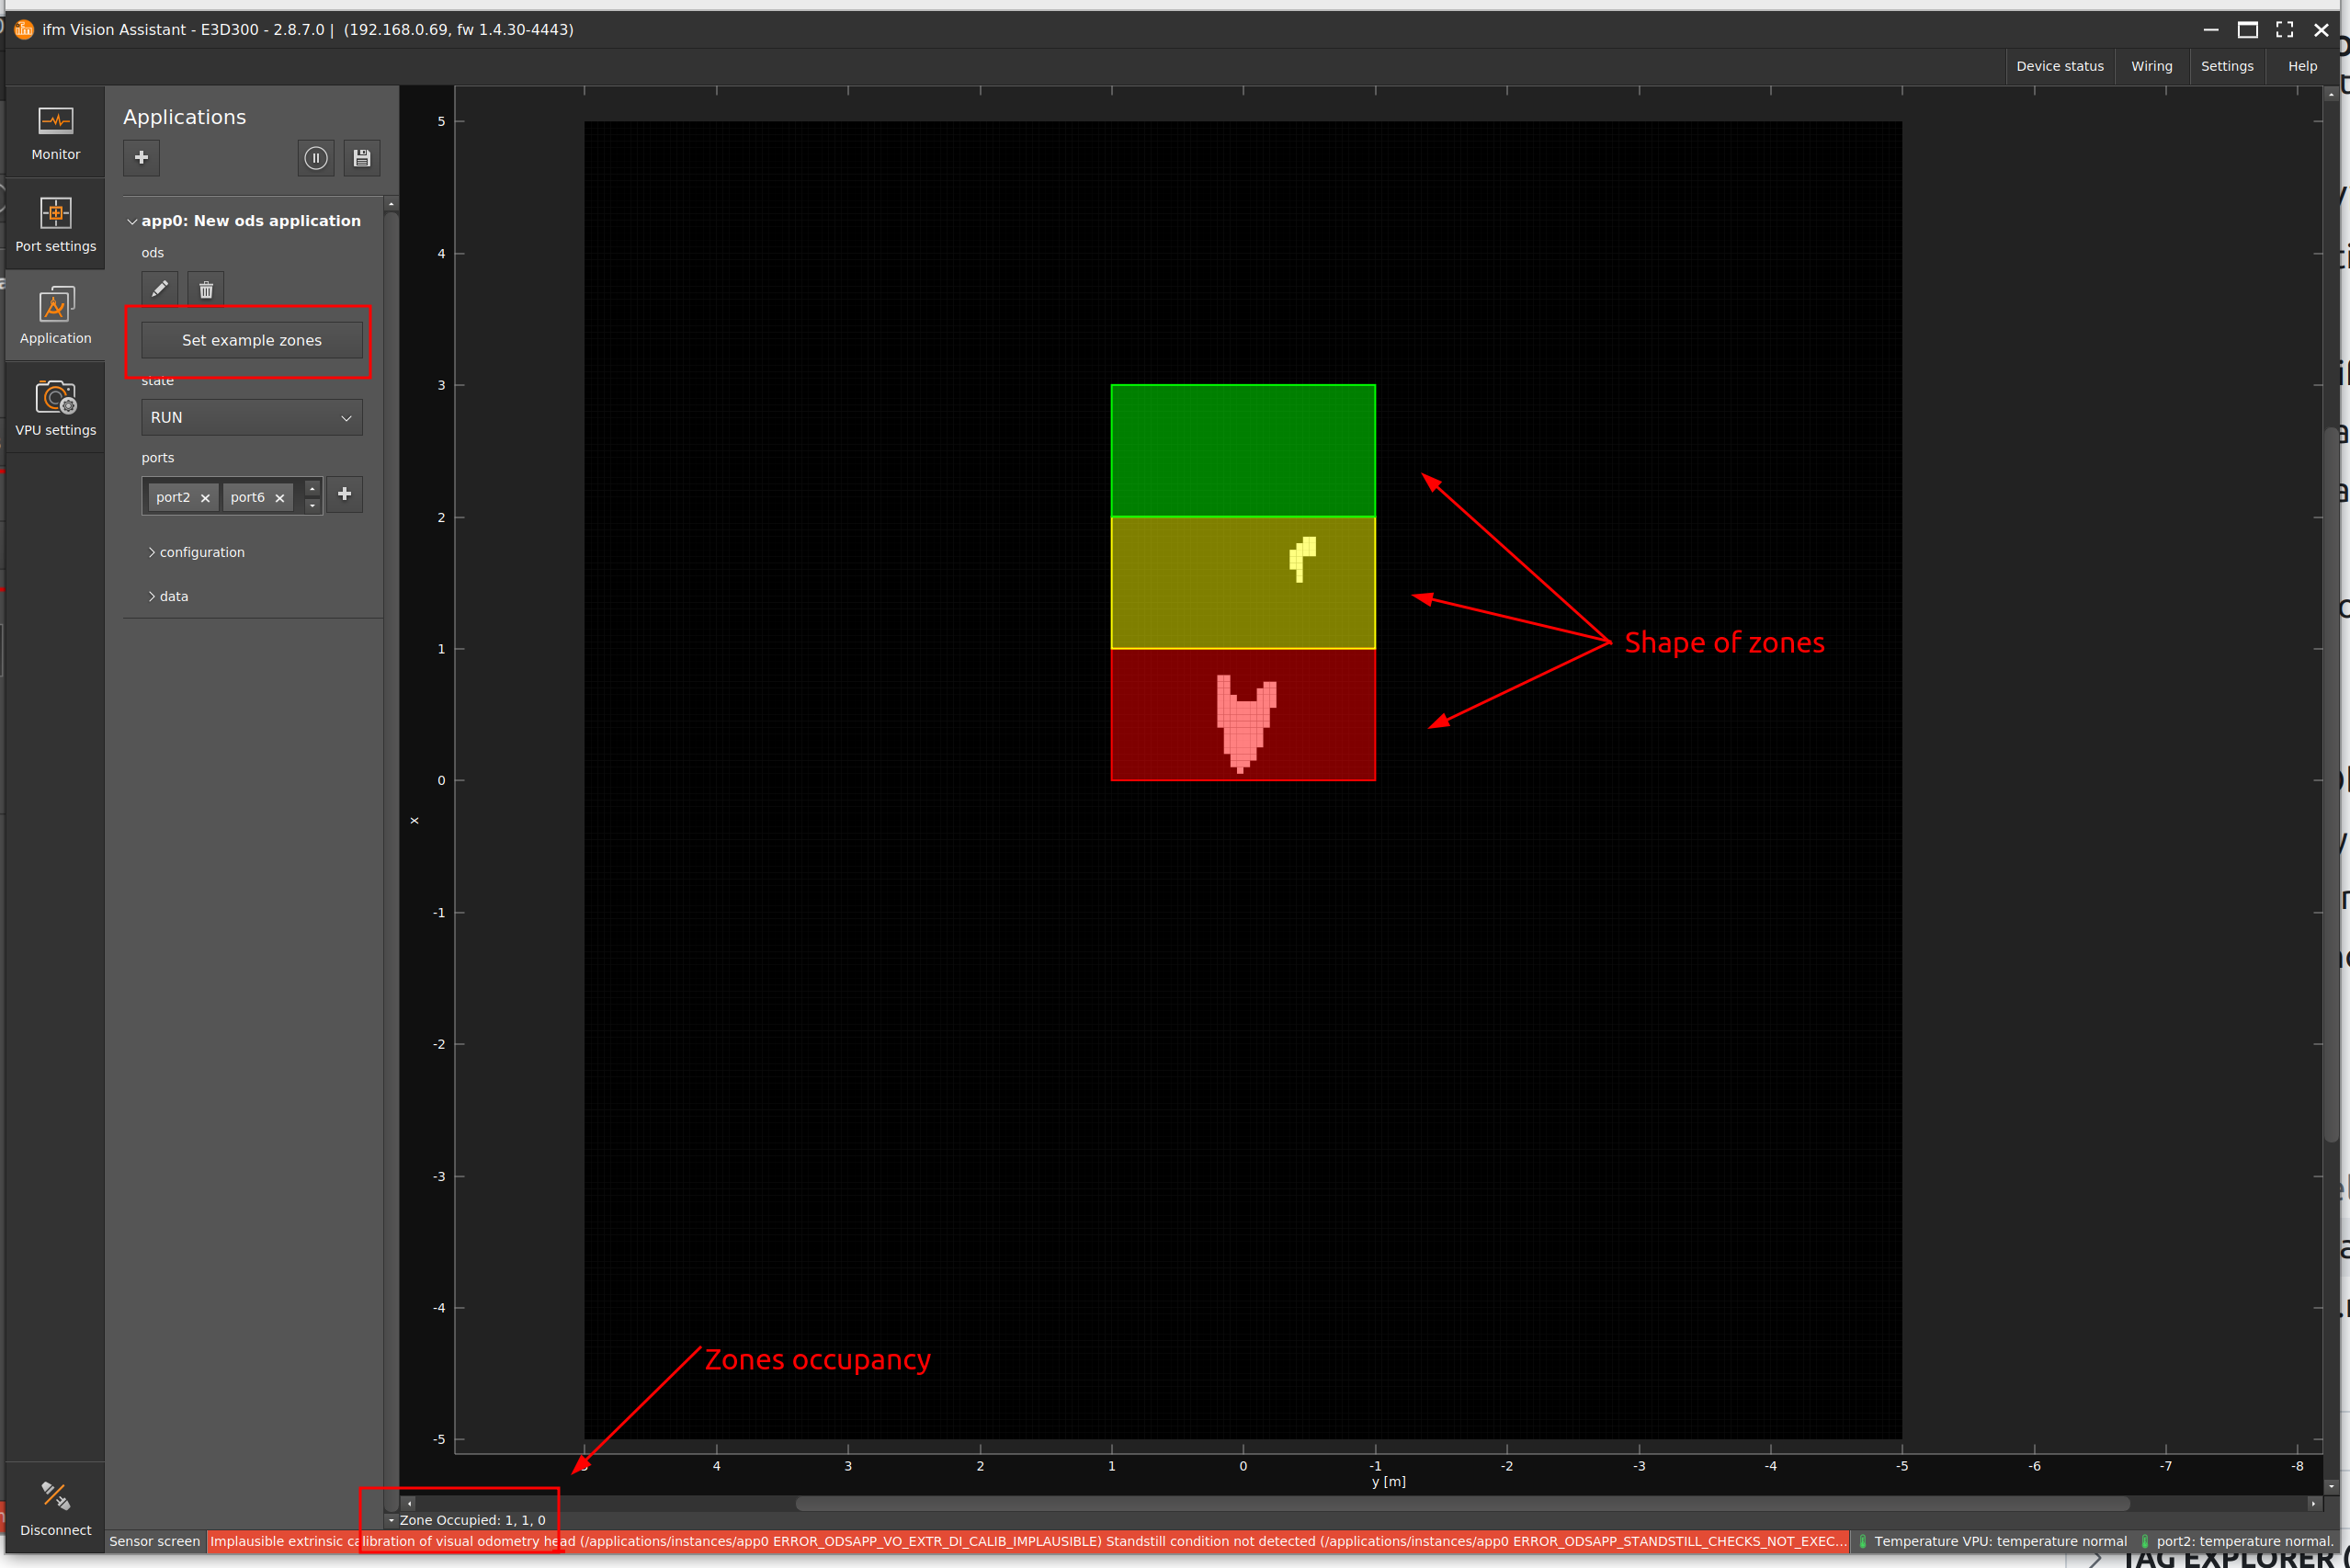 ifm Vision Assistant - E3D300 - 2.8.7.0 | (192.168.0.69, fw 1.4.30-4443)
Device status Wiring Settings Help
Monitor
Port settings
Application
VPU settings
Disconnect
Applications
app0: New ods application
ods
Set example zones
state
RUN
ports
port2 port6
configuration
data
5
4
3
2
1
0
-1
-2
-3
-4
-5
x
4 3 2 1 0 -1 -2 -3 -4 -5 -6 -7 -8
y [m]
Shape of zones
Zones occupancy
Zone Occupied: 1, 1, 0
Sensor screen Implausible extrinsic calibration of visual odometry head (/applications/instances/app0 ERROR_ODSAPP_VO_EXTR_DI_CALIB_IMPLAUSIBLE) Standstill condition not detected (/applications/instances/app0 ERROR_ODSAPP_STANDSTILL_CHECKS_NOT_EXEC... Temperature VPU: temperature normal port2: temperature normal.
TAG EXPLORER